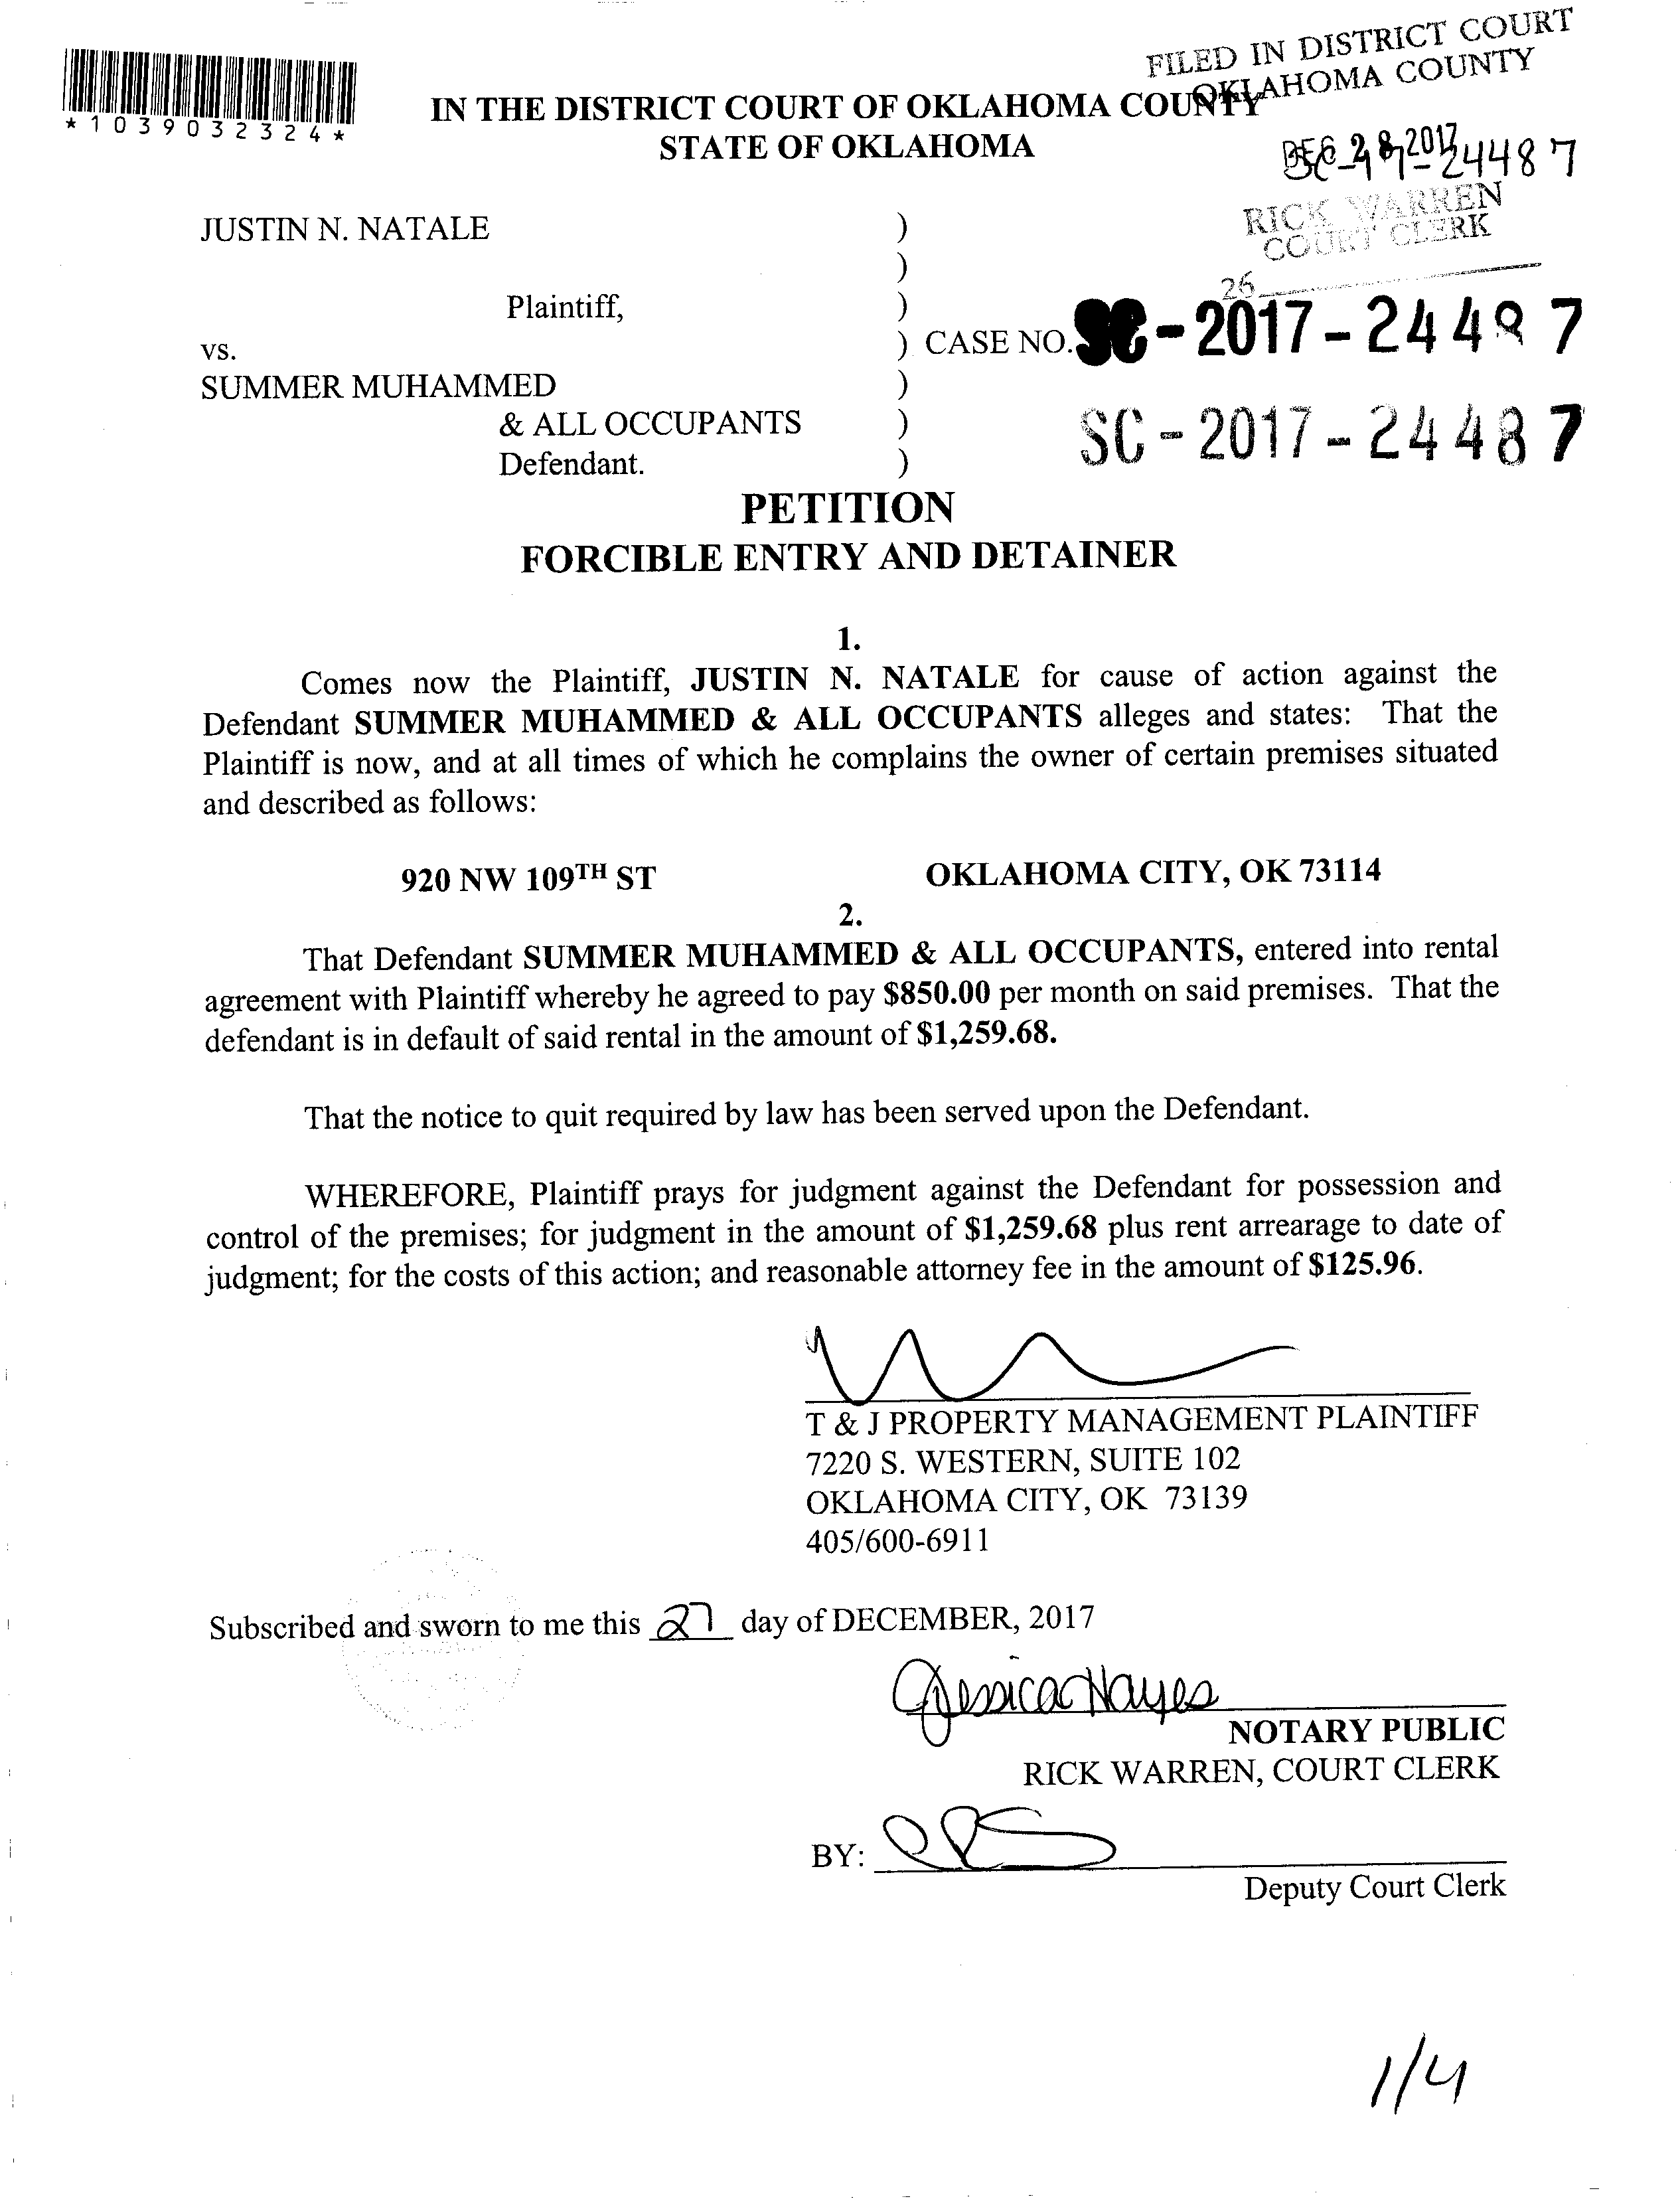 FILED IN DISTRICT COURT
OKLAHOMA COUNTY
*1039032324*
IN THE DISTRICT COURT OF OKLAHOMA COUNTY
STATE OF OKLAHOMA
DEC 28 2017
SC-17-24487
RICK WARREN
COURT CLERK
26
JUSTIN N. NATALE )
)
Plaintiff, )
vs. ) CASE NO. SC-2017-24487
SUMMER MUHAMMED )
& ALL OCCUPANTS ) SC-2017-24487
Defendant. )
PETITION
FORCIBLE ENTRY AND DETAINER
1.
Comes now the Plaintiff, JUSTIN N. NATALE for cause of action against the
Defendant SUMMER MUHAMMED & ALL OCCUPANTS alleges and states: That the
Plaintiff is now, and at all times of which he complains the owner of certain premises situated
and described as follows:
920 NW 109TH ST OKLAHOMA CITY, OK 73114
2.
That Defendant SUMMER MUHAMMED & ALL OCCUPANTS, entered into rental
agreement with Plaintiff whereby he agreed to pay $850.00 per month on said premises. That the
defendant is in default of said rental in the amount of $1,259.68.
That the notice to quit required by law has been served upon the Defendant.
WHEREFORE, Plaintiff prays for judgment against the Defendant for possession and
control of the premises; for judgment in the amount of $1,259.68 plus rent arrearage to date of
judgment; for the costs of this action; and reasonable attorney fee in the amount of $125.96.
T & J PROPERTY MANAGEMENT PLAINTIFF
7220 S. WESTERN, SUITE 102
OKLAHOMA CITY, OK 73139
405/600-6911
Subscribed and sworn to me this 27 day of DECEMBER, 2017
Jessica Hayes
NOTARY PUBLIC
RICK WARREN, COURT CLERK
BY:
Deputy Court Clerk
1/4